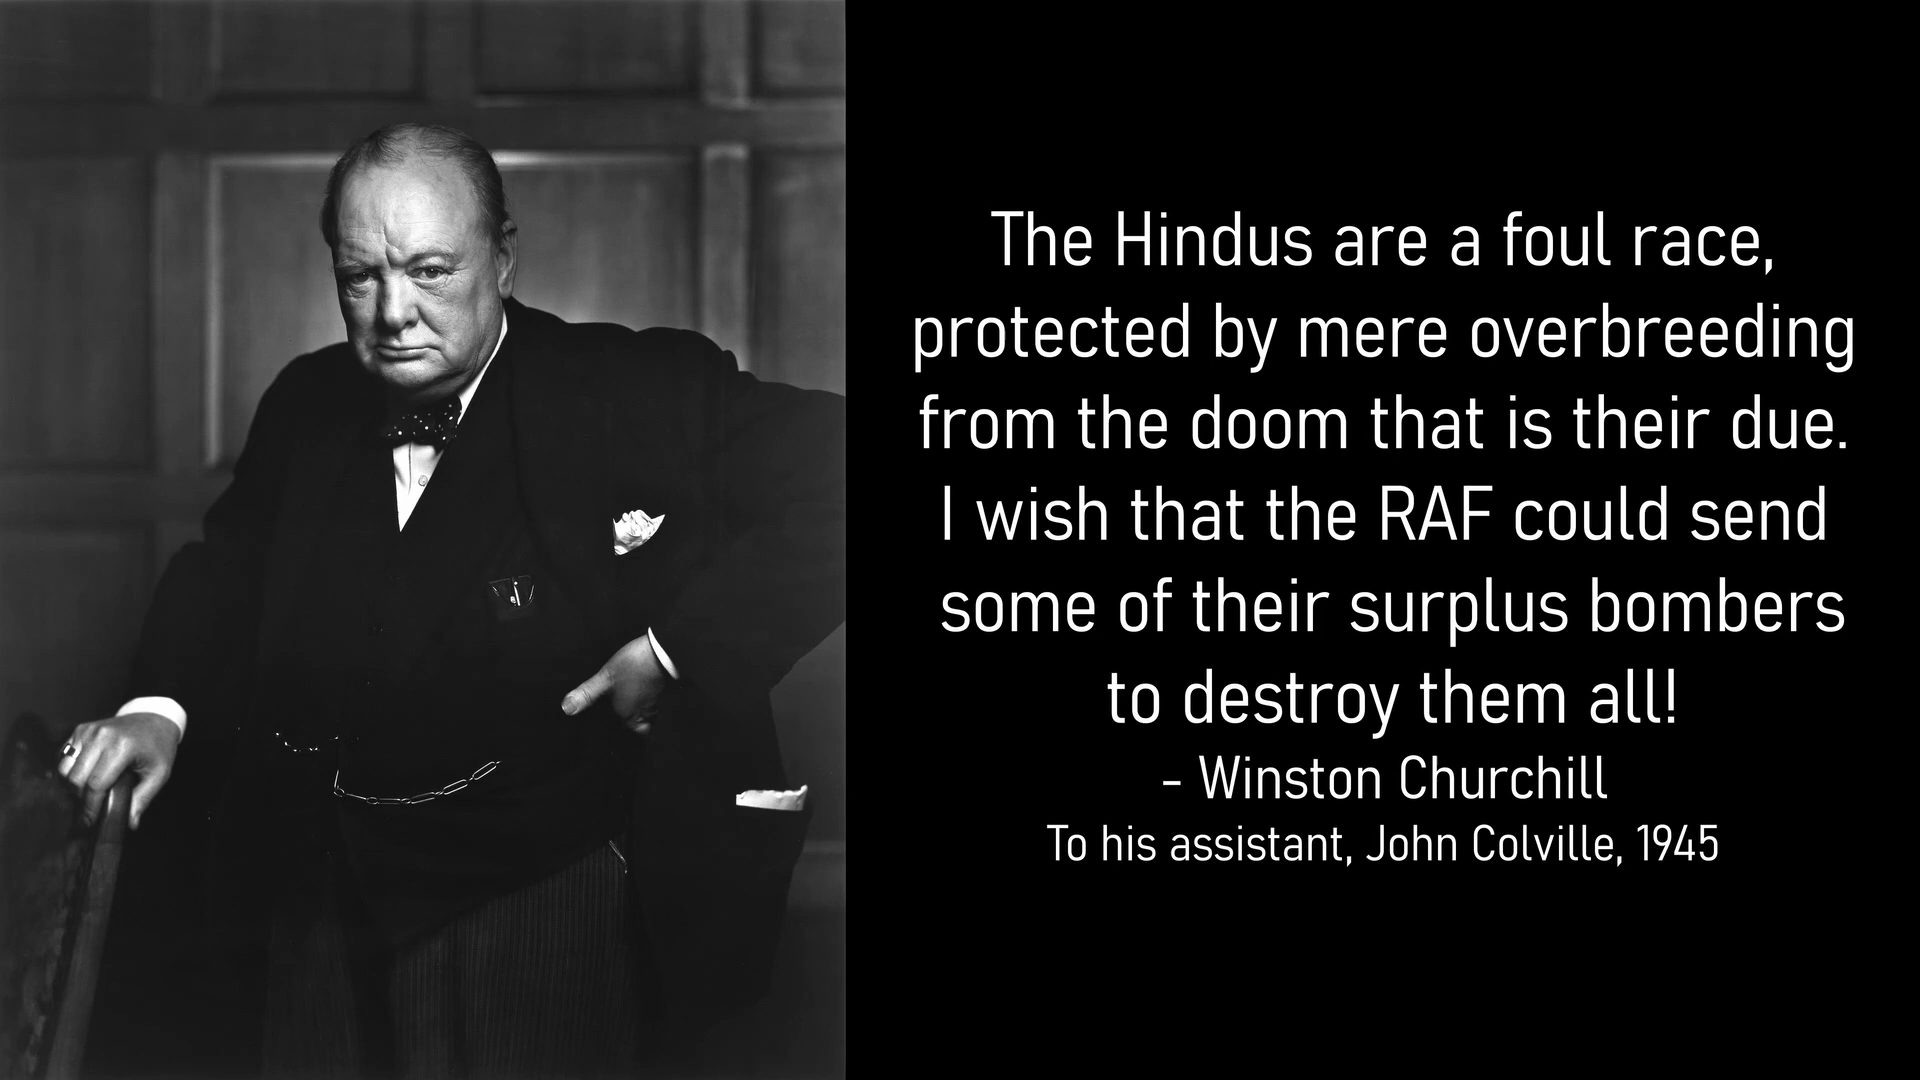 The Hindus are a foul race,
protected by mere overbreeding
from the doom that is their due.
I wish that the RAF could send
some of their surplus bombers
to destroy them all!
- Winston Churchill
To his assistant, John Colville, 1945